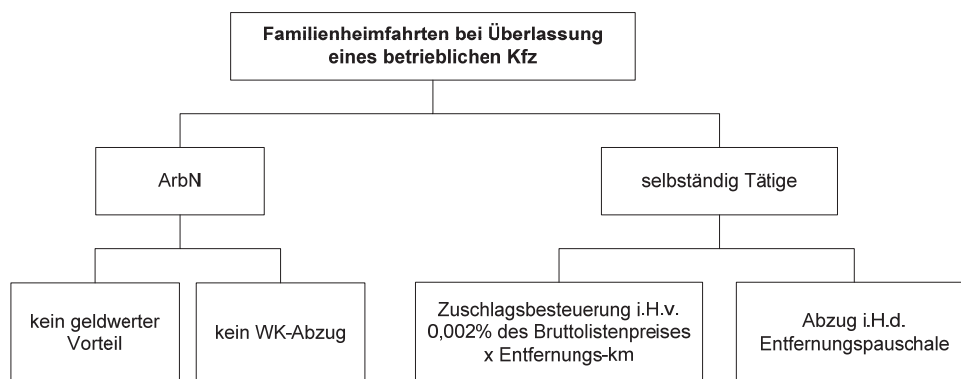 Familienheimfahrten bei Überlassung
eines betrieblichen Kfz
ArbN
selbständig Tätige
kein geldwerter
Vorteil
kein WK-Abzug
Zuschlagsbesteuerung i.H.v.
0,002% des Bruttolistenpreises
x Entfernungs-km
Abzug i.H.d.
Entfernungspauschale